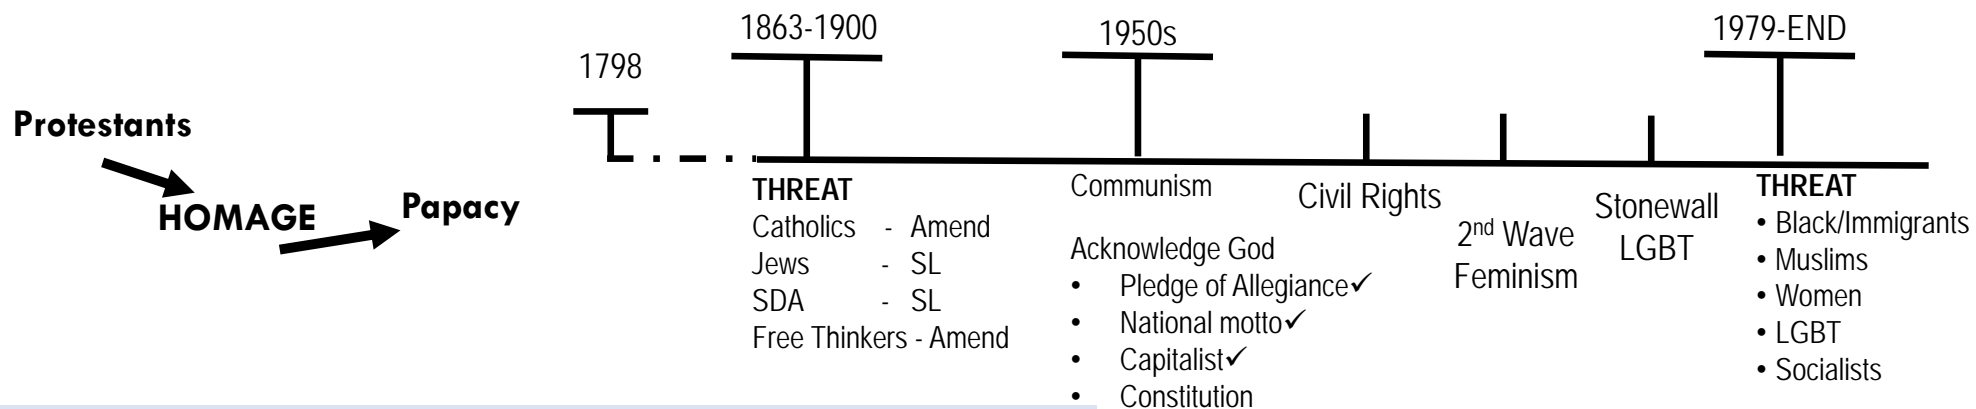 Protestants
HOMAGE
Papacy
1798
1863-1900
THREAT
Catholics - Amend
Jews - SL
SDA - SL
Free Thinkers - Amend
1950s
Communism
Acknowledge God
• Pledge of Allegiance✓
• National motto✓
• Capitalist✓
• Constitution
Civil Rights
2nd Wave
Feminism
Stonewall
LGBT
1979-END
THREAT
• Black/Immigrants
• Muslims
• Women
• LGBT
• Socialists